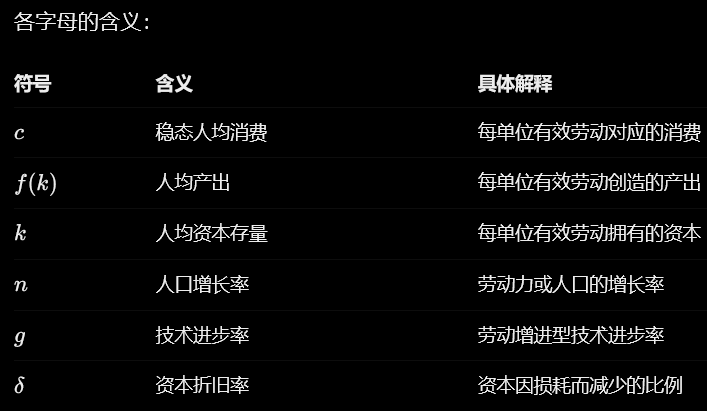 各字母的含义：
符号 含义 具体解释
c 稳态人均消费 每单位有效劳动对应的消费
f(k) 人均产出 每单位有效劳动创造的产出
k 人均资本存量 每单位有效劳动拥有的资本
n 人口增长率 劳动力或人口的增长率
g 技术进步率 劳动增进型技术进步率
δ 资本折旧率 资本因损耗而减少的比例